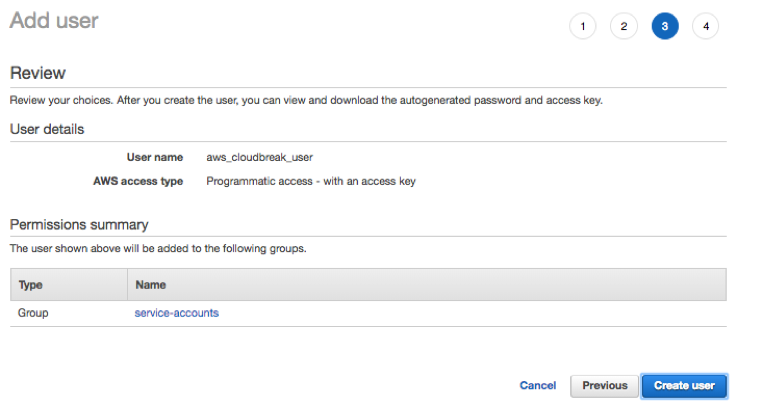 Add user
1 2 3 4
Review
Review your choices. After you create the user, you can view and download the autogenerated password and access key.
User details
User name aws_cloudbreak_user
AWS access type Programmatic access - with an access key
Permissions summary
The user shown above will be added to the following groups.
Type Name
Group service-accounts
Cancel Previous Create user